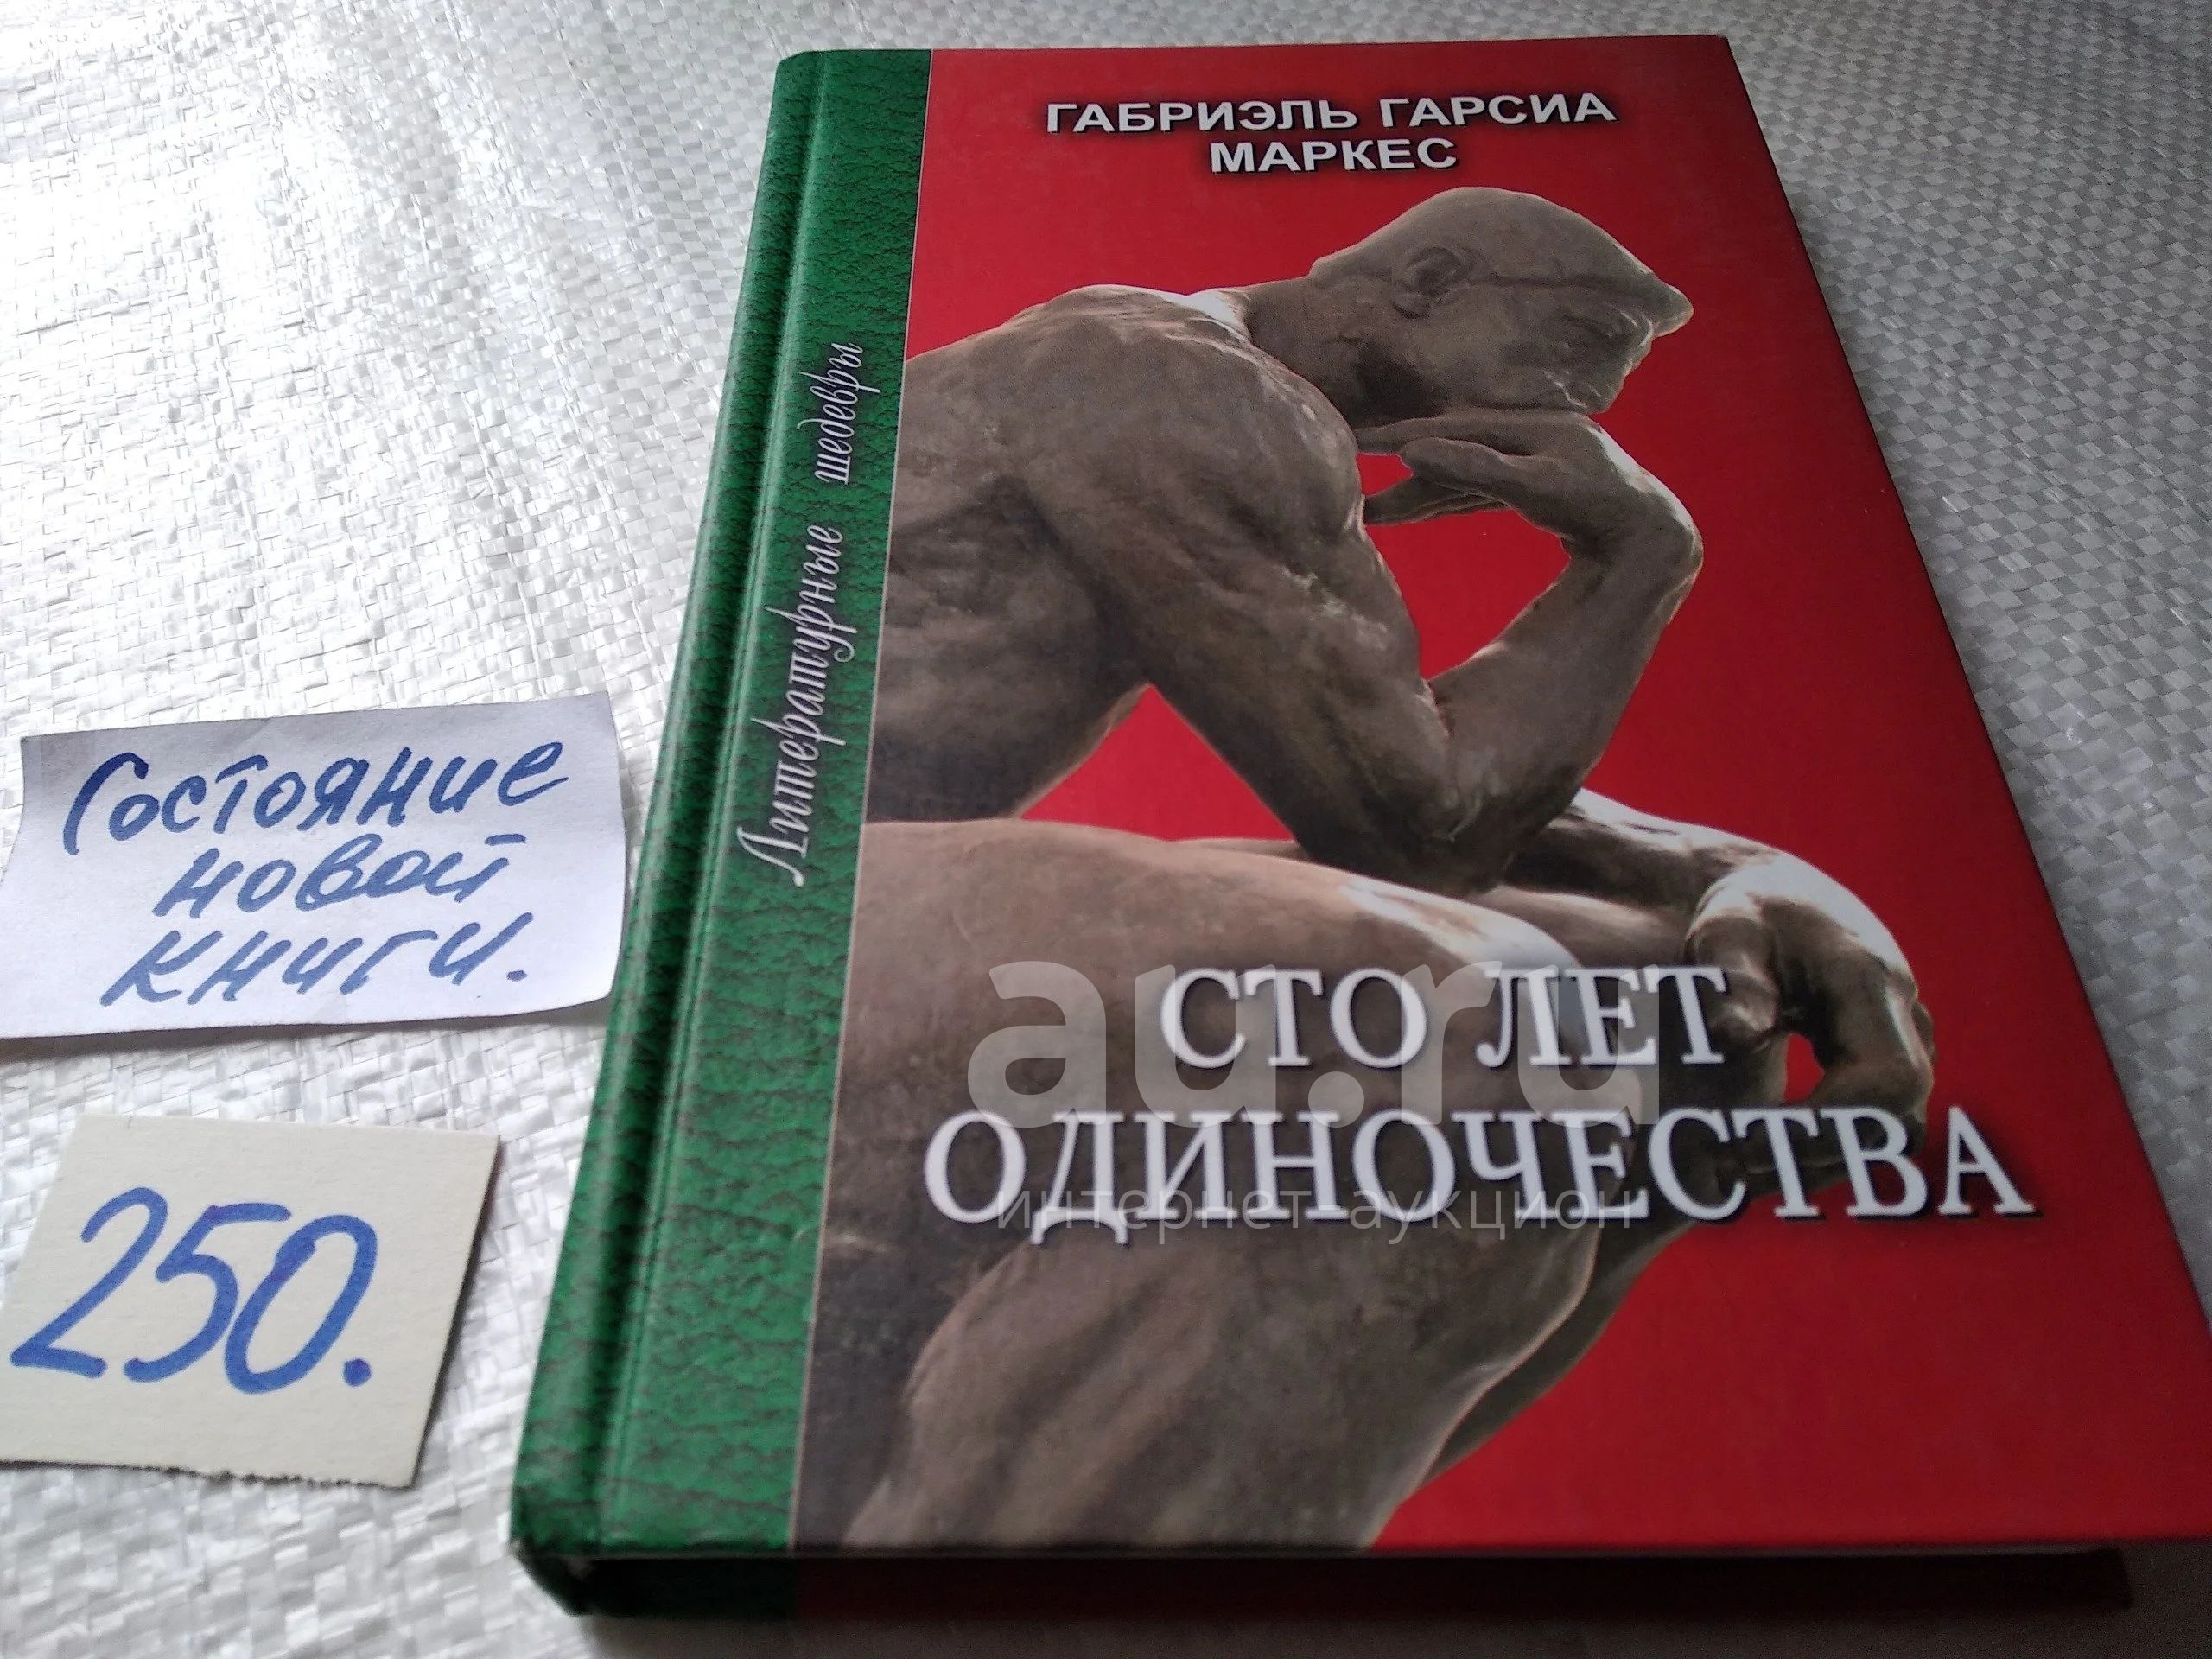 ГАБРИЭЛЬ ГАРСИА
МАРКЕС
Литературные шедевры
СТО ЛЕТ
ОДИНОЧЕСТВА
au.ru
интернет-аукцион
Состояние
новой
книги.
250.